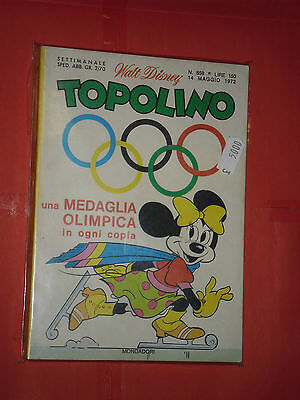 SETTIMANALE
SPED. ABB. GR. 2/70
Walt Disney
N. 859 * LIRE 150
14 MAGGIO 1972
TOPOLINO
5000
una MEDAGLIA
OLIMPICA
in ogni copia
MONDADORI